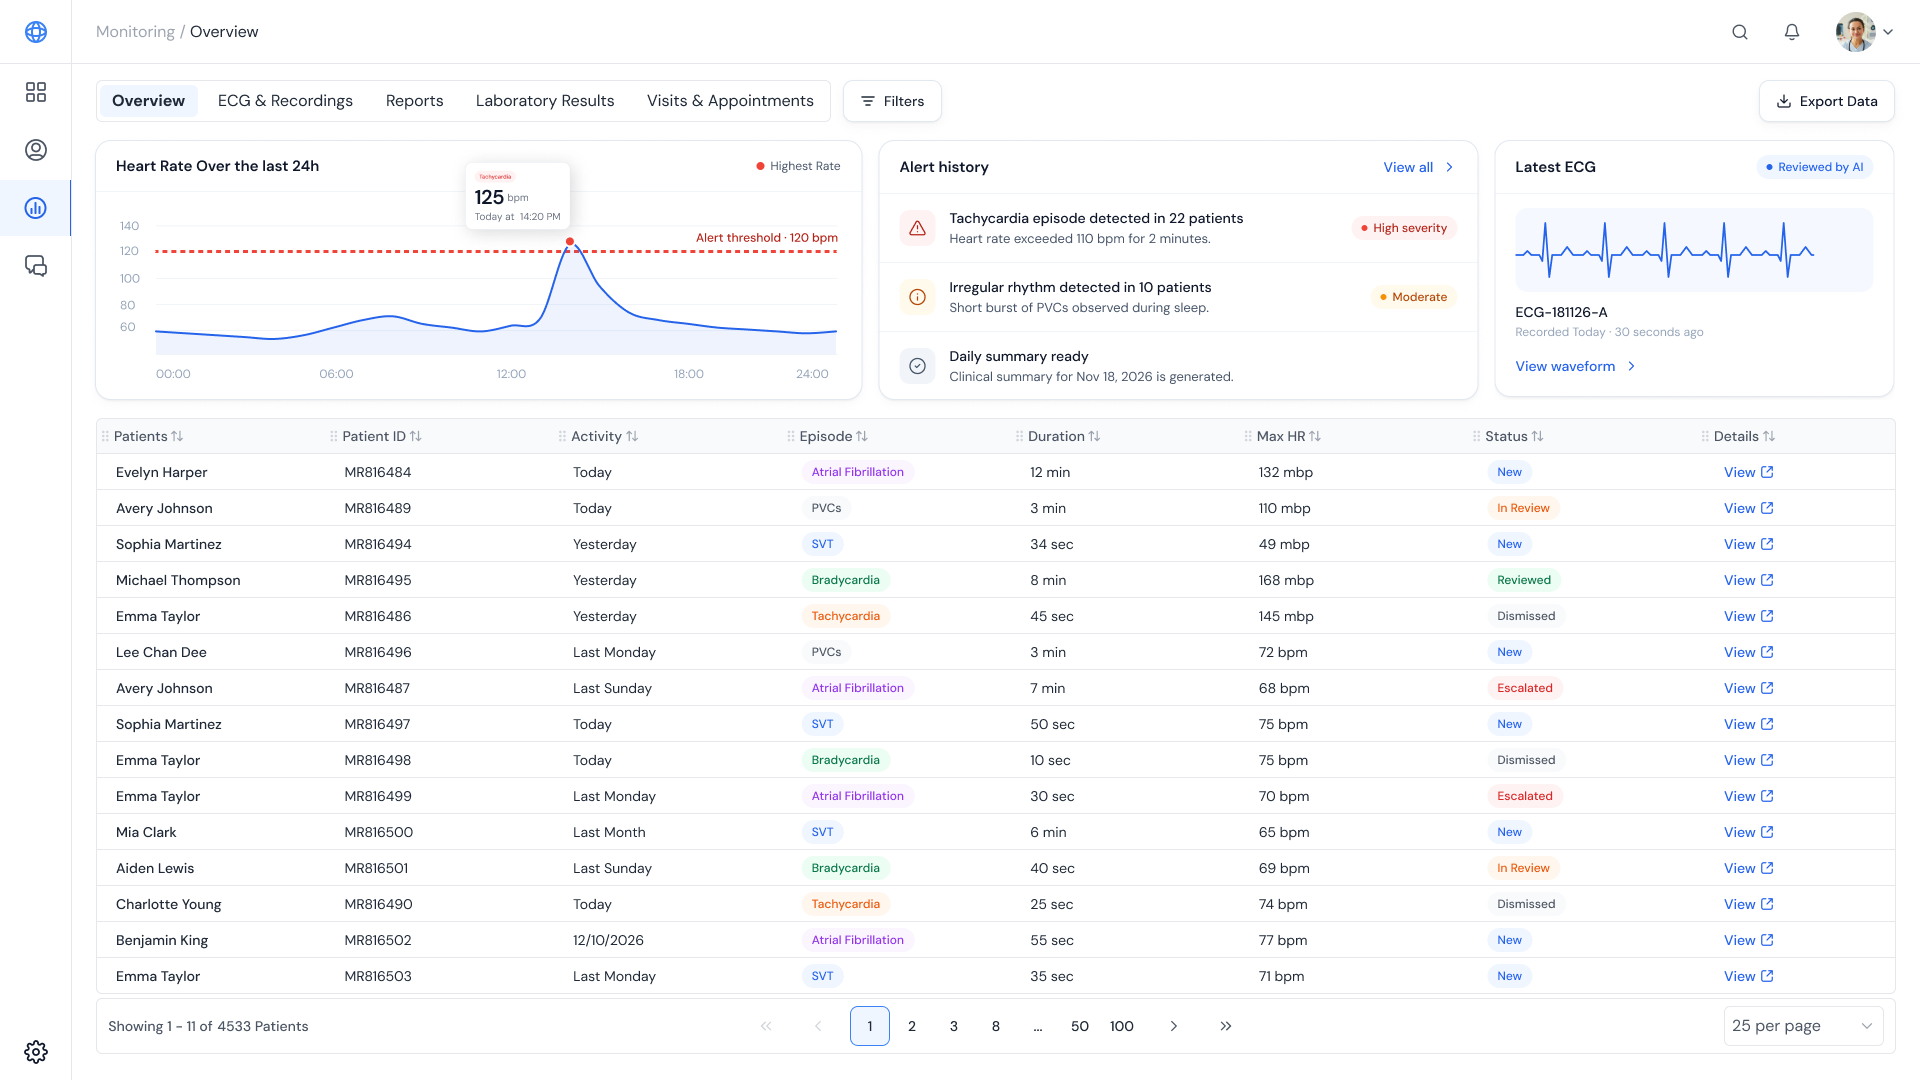 Monitoring / Overview
Overview
ECG & Recordings
Reports
Laboratory Results
Visits & Appointments
Filters
Export Data
Heart Rate Over the last 24h
Highest Rate
Tachycardia
125 bpm
Today at 14:20 PM
Alert threshold · 120 bpm
140
120
100
80
60
00:00
06:00
12:00
18:00
24:00
Alert history
View all
Tachycardia episode detected in 22 patients
Heart rate exceeded 110 bpm for 2 minutes.
High severity
Irregular rhythm detected in 10 patients
Short burst of PVCs observed during sleep.
Moderate
Daily summary ready
Clinical summary for Nov 18, 2026 is generated.
Latest ECG
Reviewed by AI
ECG-181126-A
Recorded Today · 30 seconds ago
View waveform
Patients Patient ID Activity Episode Duration Max HR Status Details
Evelyn Harper MR816484 Today Atrial Fibrillation 12 min 132 mbp New View
Avery Johnson MR816489 Today PVCs 3 min 110 mbp In Review View
Sophia Martinez MR816494 Yesterday SVT 34 sec 49 mbp New View
Michael Thompson MR816495 Yesterday Bradycardia 8 min 168 mbp Reviewed View
Emma Taylor MR816486 Yesterday Tachycardia 45 sec 145 mbp Dismissed View
Lee Chan Dee MR816496 Last Monday PVCs 3 min 72 bpm New View
Avery Johnson MR816487 Last Sunday Atrial Fibrillation 7 min 68 bpm Escalated View
Sophia Martinez MR816497 Today SVT 50 sec 75 bpm New View
Emma Taylor MR816498 Today Bradycardia 10 sec 75 bpm Dismissed View
Emma Taylor MR816499 Last Monday Atrial Fibrillation 30 sec 70 bpm Escalated View
Mia Clark MR816500 Last Month SVT 6 min 65 bpm New View
Aiden Lewis MR816501 Last Sunday Bradycardia 40 sec 69 bpm In Review View
Charlotte Young MR816490 Today Tachycardia 25 sec 74 bpm Dismissed View
Benjamin King MR816502 12/10/2026 Atrial Fibrillation 55 sec 77 bpm New View
Emma Taylor MR816503 Last Monday SVT 35 sec 71 bpm New View
Showing 1 - 11 of 4533 Patients
1 2 3 8 ... 50 100
25 per page